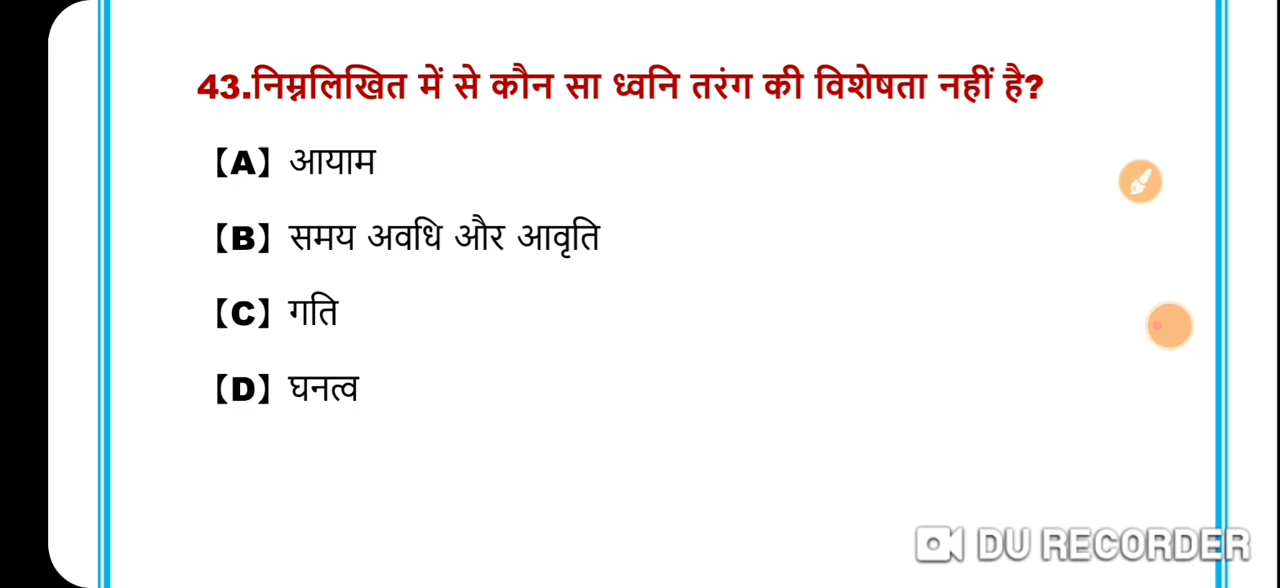 43.निम्नलिखित में से कौन सा ध्वनि तरंग की विशेषता नहीं है?
【A】 आयाम
【B】 समय अवधि और आवृति
【C】 गति
【D】 घनत्व
DU RECORDER